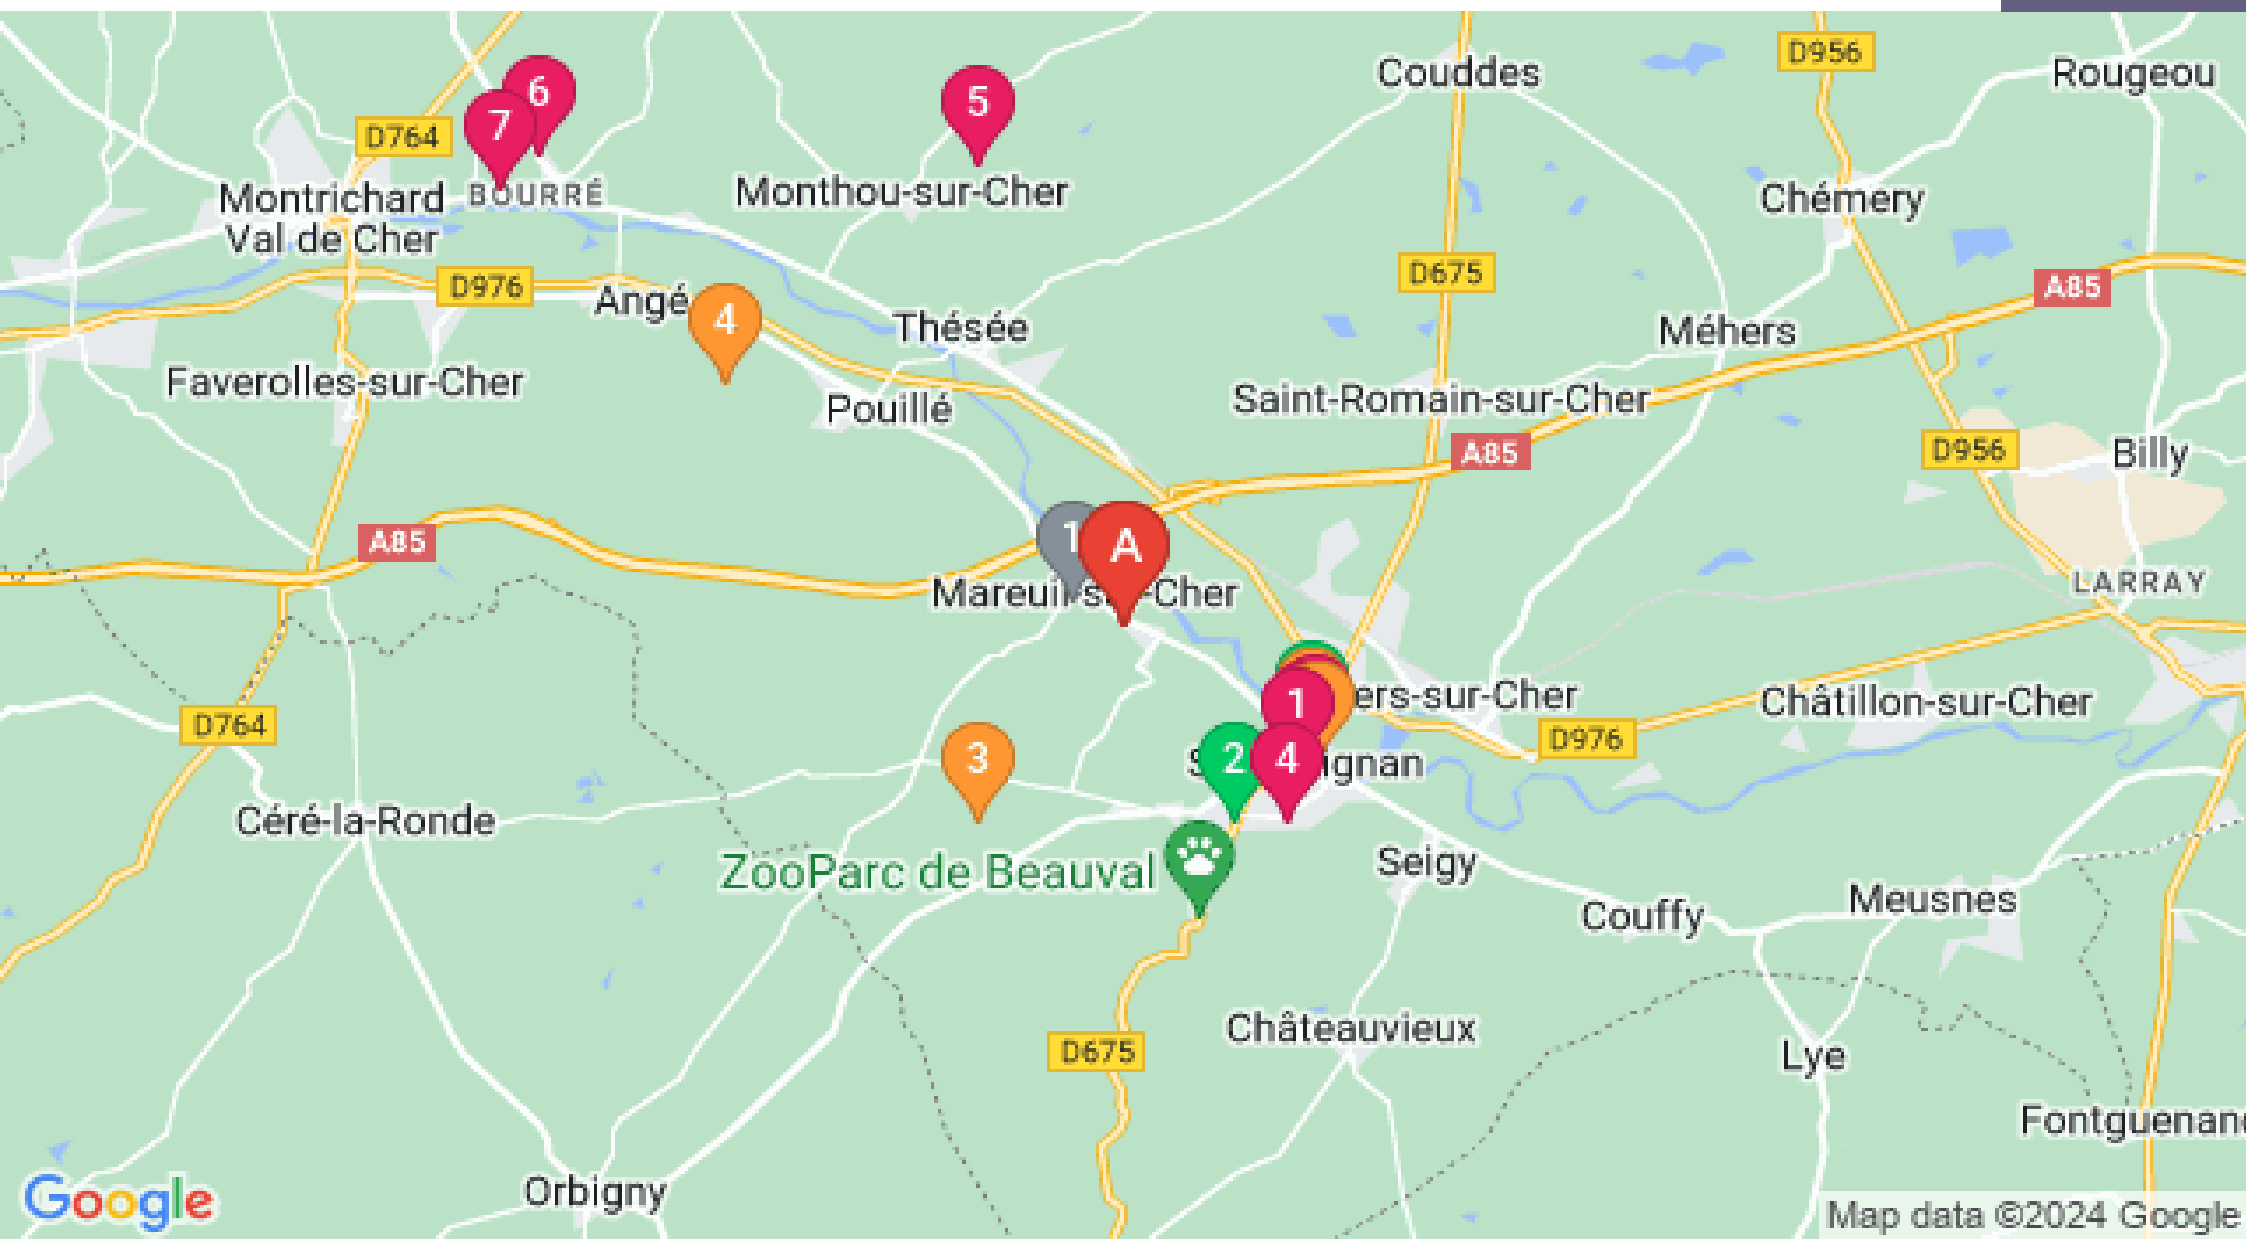 D956
Couddes
Rougeou
6
5
7
D764
Montrichard
Val de Cher
BOURRÉ
Monthou-sur-Cher
Chémery
D675
D976
A85
Angé
4
Thésée
Méhers
Faverolles-sur-Cher
Pouillé
Saint-Romain-sur-Cher
A85
D956
Billy
A85
1
A
Mareuil-sur-Cher
LARRAY
1
ers-sur-Cher
Châtillon-sur-Cher
D764
D976
3
2
4
ignan
Céré-la-Ronde
ZooParc de Beauval
Seigy
Couffy
Meusnes
Châteauvieux
D675
Lye
Fontguenan
Orbigny
Google
Map data ©2024 Google